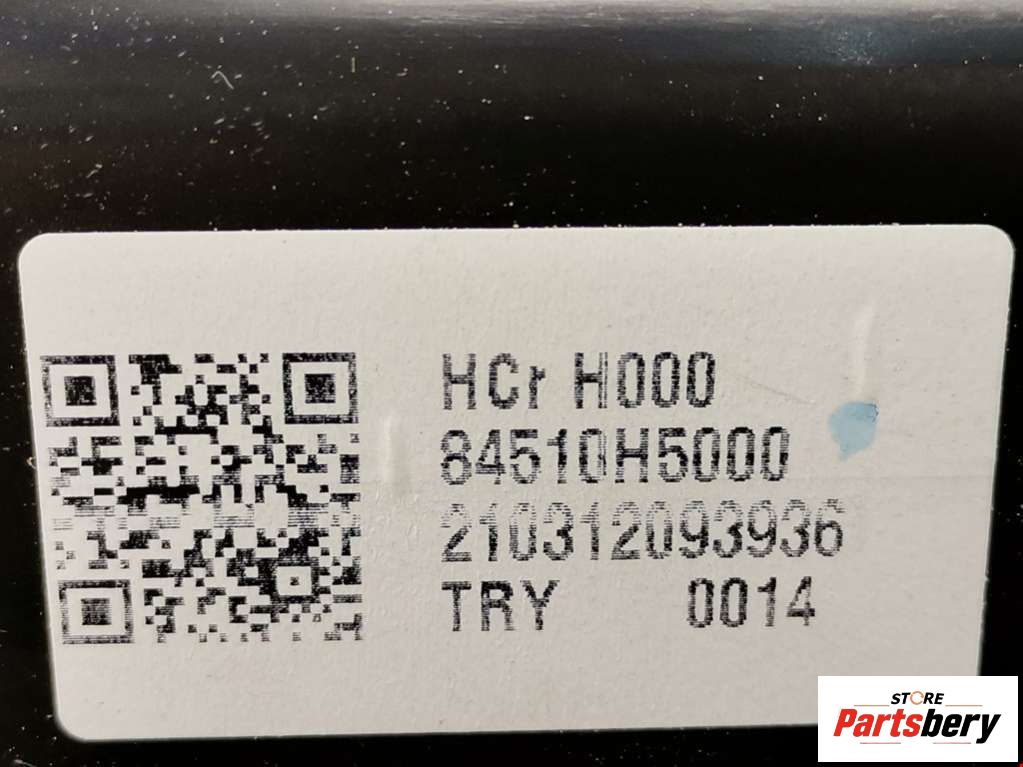 HCr H000
84510H5000
210312093936
TRY 0014
STORE
Partsbery